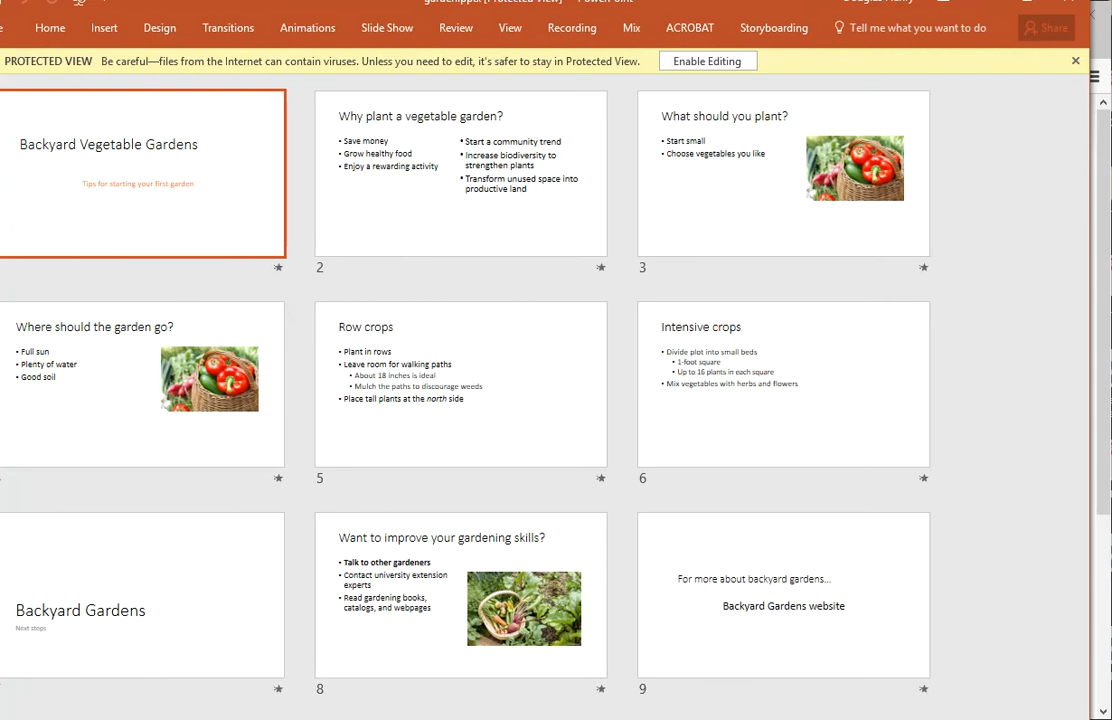 Home Insert Design Transitions Animations Slide Show Review View Recording Mix ACROBAT Storyboarding Tell me what you want to do Share
PROTECTED VIEW Be careful—files from the Internet can contain viruses. Unless you need to edit, it's safer to stay in Protected View. Enable Editing
Backyard Vegetable Gardens
Tips for starting your first garden
Why plant a vegetable garden?
• Save money
• Grow healthy food
• Enjoy a rewarding activity
• Start a community trend
• Increase biodiversity to
strengthen plants
• Transform unused space into
productive land
2
What should you plant?
• Start small
• Choose vegetables you like
3
Where should the garden go?
• Full sun
• Plenty of water
• Good soil
Row crops
• Plant in rows
• Leave room for walking paths
• About 18 inches is ideal
• Mulch the paths to discourage weeds
• Place tall plants at the north side
5
Intensive crops
• Divide plot into small beds
• 1-foot square
• Up to 16 plants in each square
• Mix vegetables with herbs and flowers
6
Backyard Gardens
Next steps
Want to improve your gardening skills?
• Talk to other gardeners
• Contact university extension
experts
• Read gardening books,
catalogs, and webpages
8
For more about backyard gardens...
Backyard Gardens website
9